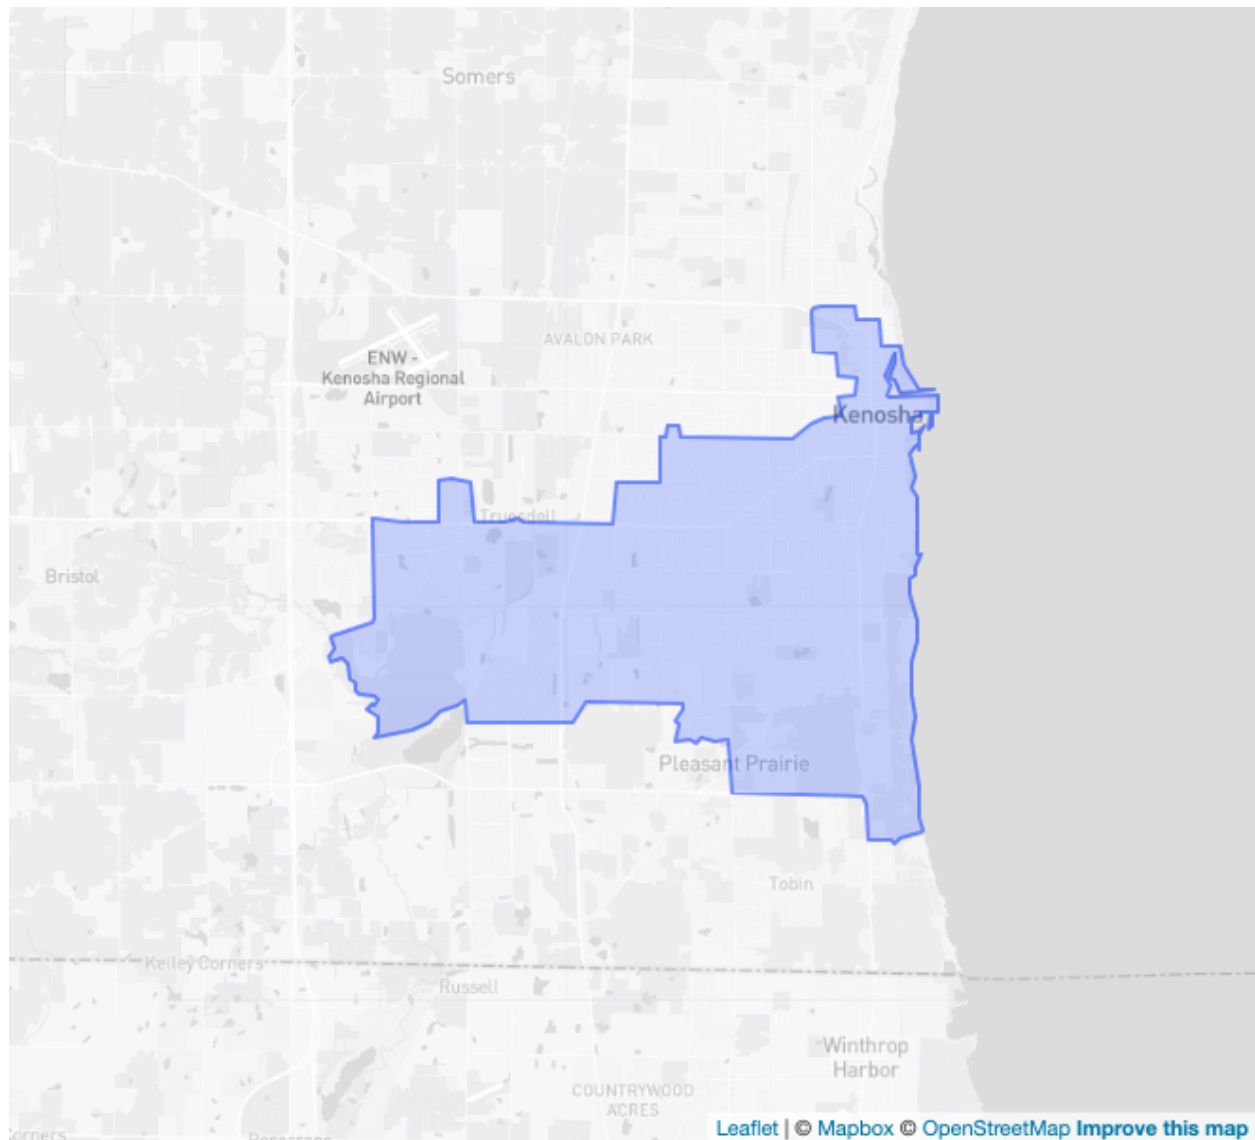 Somers
AVALON PARK
ENW -
Kenosha Regional
Airport
Kenosha
Truesdell
Bristol
Pleasant Prairie
Tobin
Kelley Corners
Russell
Winthrop
Harbor
COUNTRYWOOD
ACRES
Corners
Leaflet | © Mapbox © OpenStreetMap Improve this map